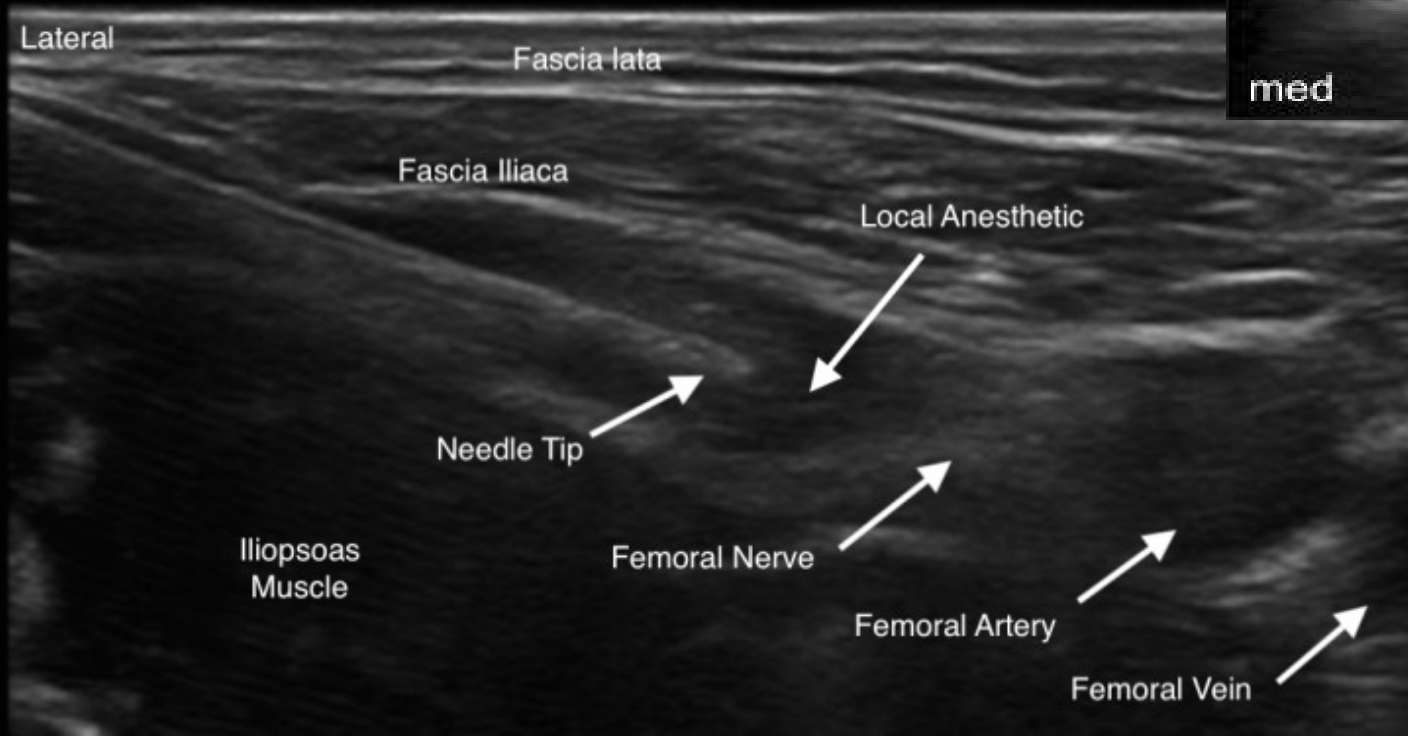 Lateral
Fascia lata
med
Fascia Iliaca
Local Anesthetic
Needle Tip
Iliopsoas
Muscle
Femoral Nerve
Femoral Artery
Femoral Vein